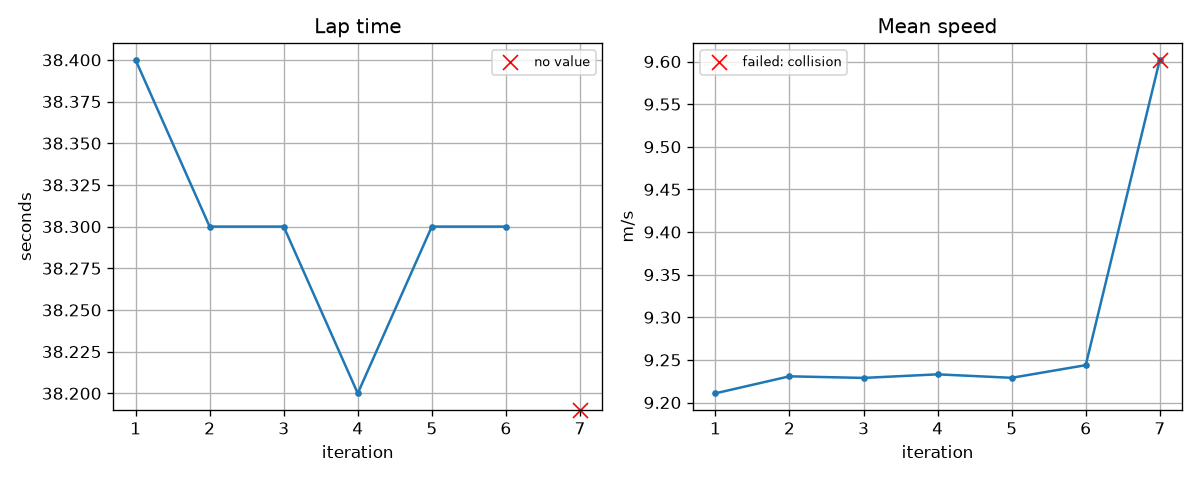 Lap time
no value
38.400
38.375
38.350
38.325
38.300
38.275
38.250
38.225
38.200
seconds
1 2 3 4 5 6 7
iteration
Mean speed
failed: collision
9.60
9.55
9.50
9.45
9.40
9.35
9.30
9.25
9.20
m/s
1 2 3 4 5 6 7
iteration